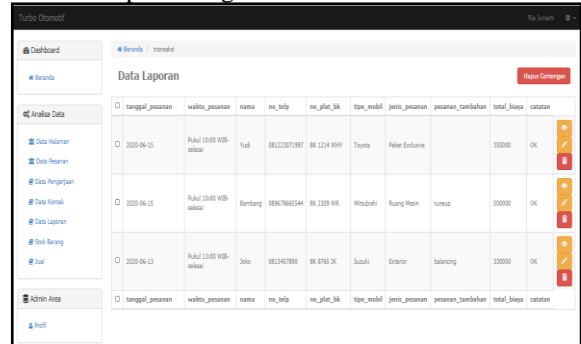 Turbo Otomotif
Ria Juniarti
Dashboard
Beranda / transaksi
Beranda
Data Laporan
Hapus Centangan
Analisa Data
tanggal_pesanan waktu_pesanan nama no_telp no_plat_bk tipe_mobil jenis_pesanan pesanan_tambahan total_biaya catatan
Data Halaman
Data Pesanan
Data Pengerjaan
Data Kontak
Data Laporan
Stok Barang
Jual
2020-06-15 Pukul 10:00 WIB-
selesai Yudi 081223071997 BK 1214 WHY Toyota Paket Exclusive 350000 OK
2020-06-15 Pukul 10:00 WIB-
selesai Bambang 089678665544 BK 2309 WR Mitsubishi Ruang Mesin tuneup 500000 OK
2020-06-13 Pukul 13:00 WIB-
selesai Joko 0813457890 BK 8765 JK Suzuki Exterior balancing 330000 OK
tanggal_pesanan waktu_pesanan nama no_telp no_plat_bk tipe_mobil jenis_pesanan pesanan_tambahan total_biaya catatan
Admin Area
Profil